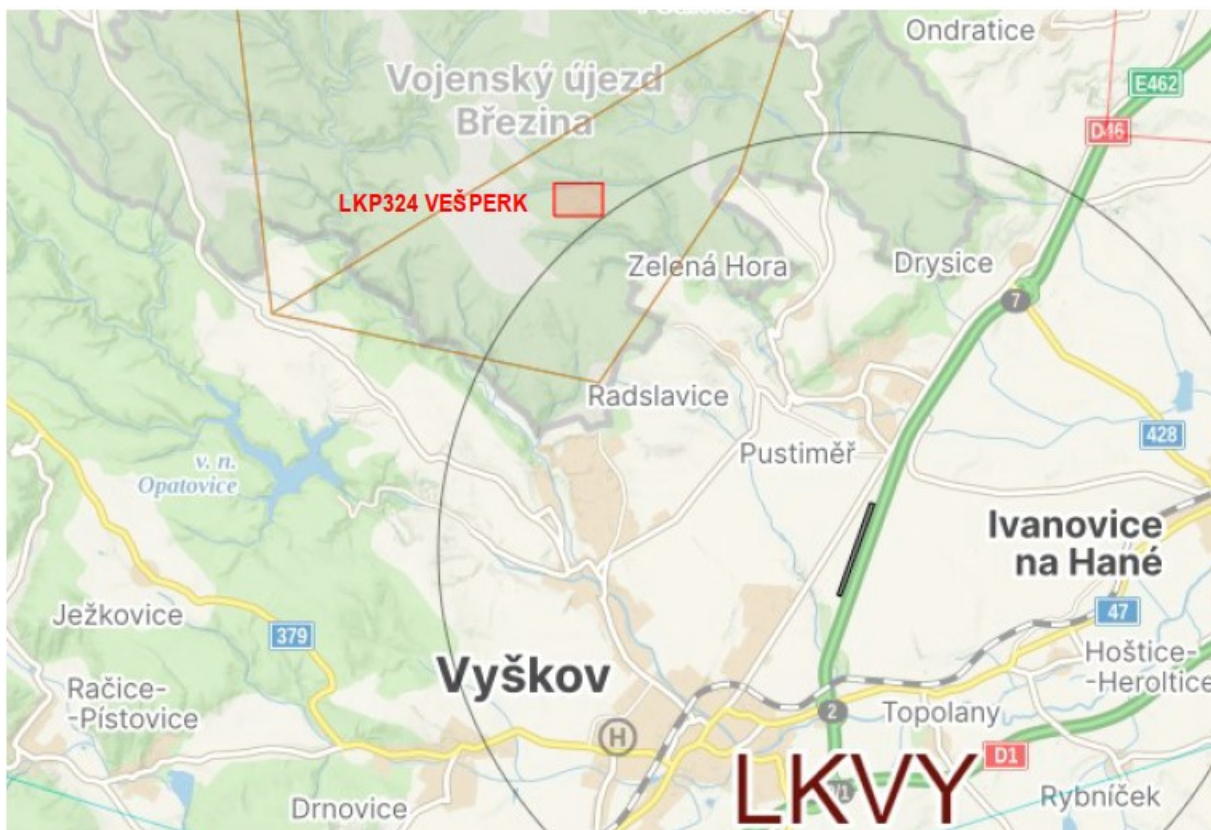 Ondratice
Vojenský újezd
Březina
E462
D46
LKP324 VEŠPERK
Zelená Hora
Drysice
7
Radslavice
428
Pustiměř
v. n.
Opatovice
Ivanovice
na Hané
Ježkovice
379
47
Hoštice-
-Heroltice
Vyškov
Račice-
-Pístovice
H
2
Topolany
LKVY
D1
Drnovice
Rybníček